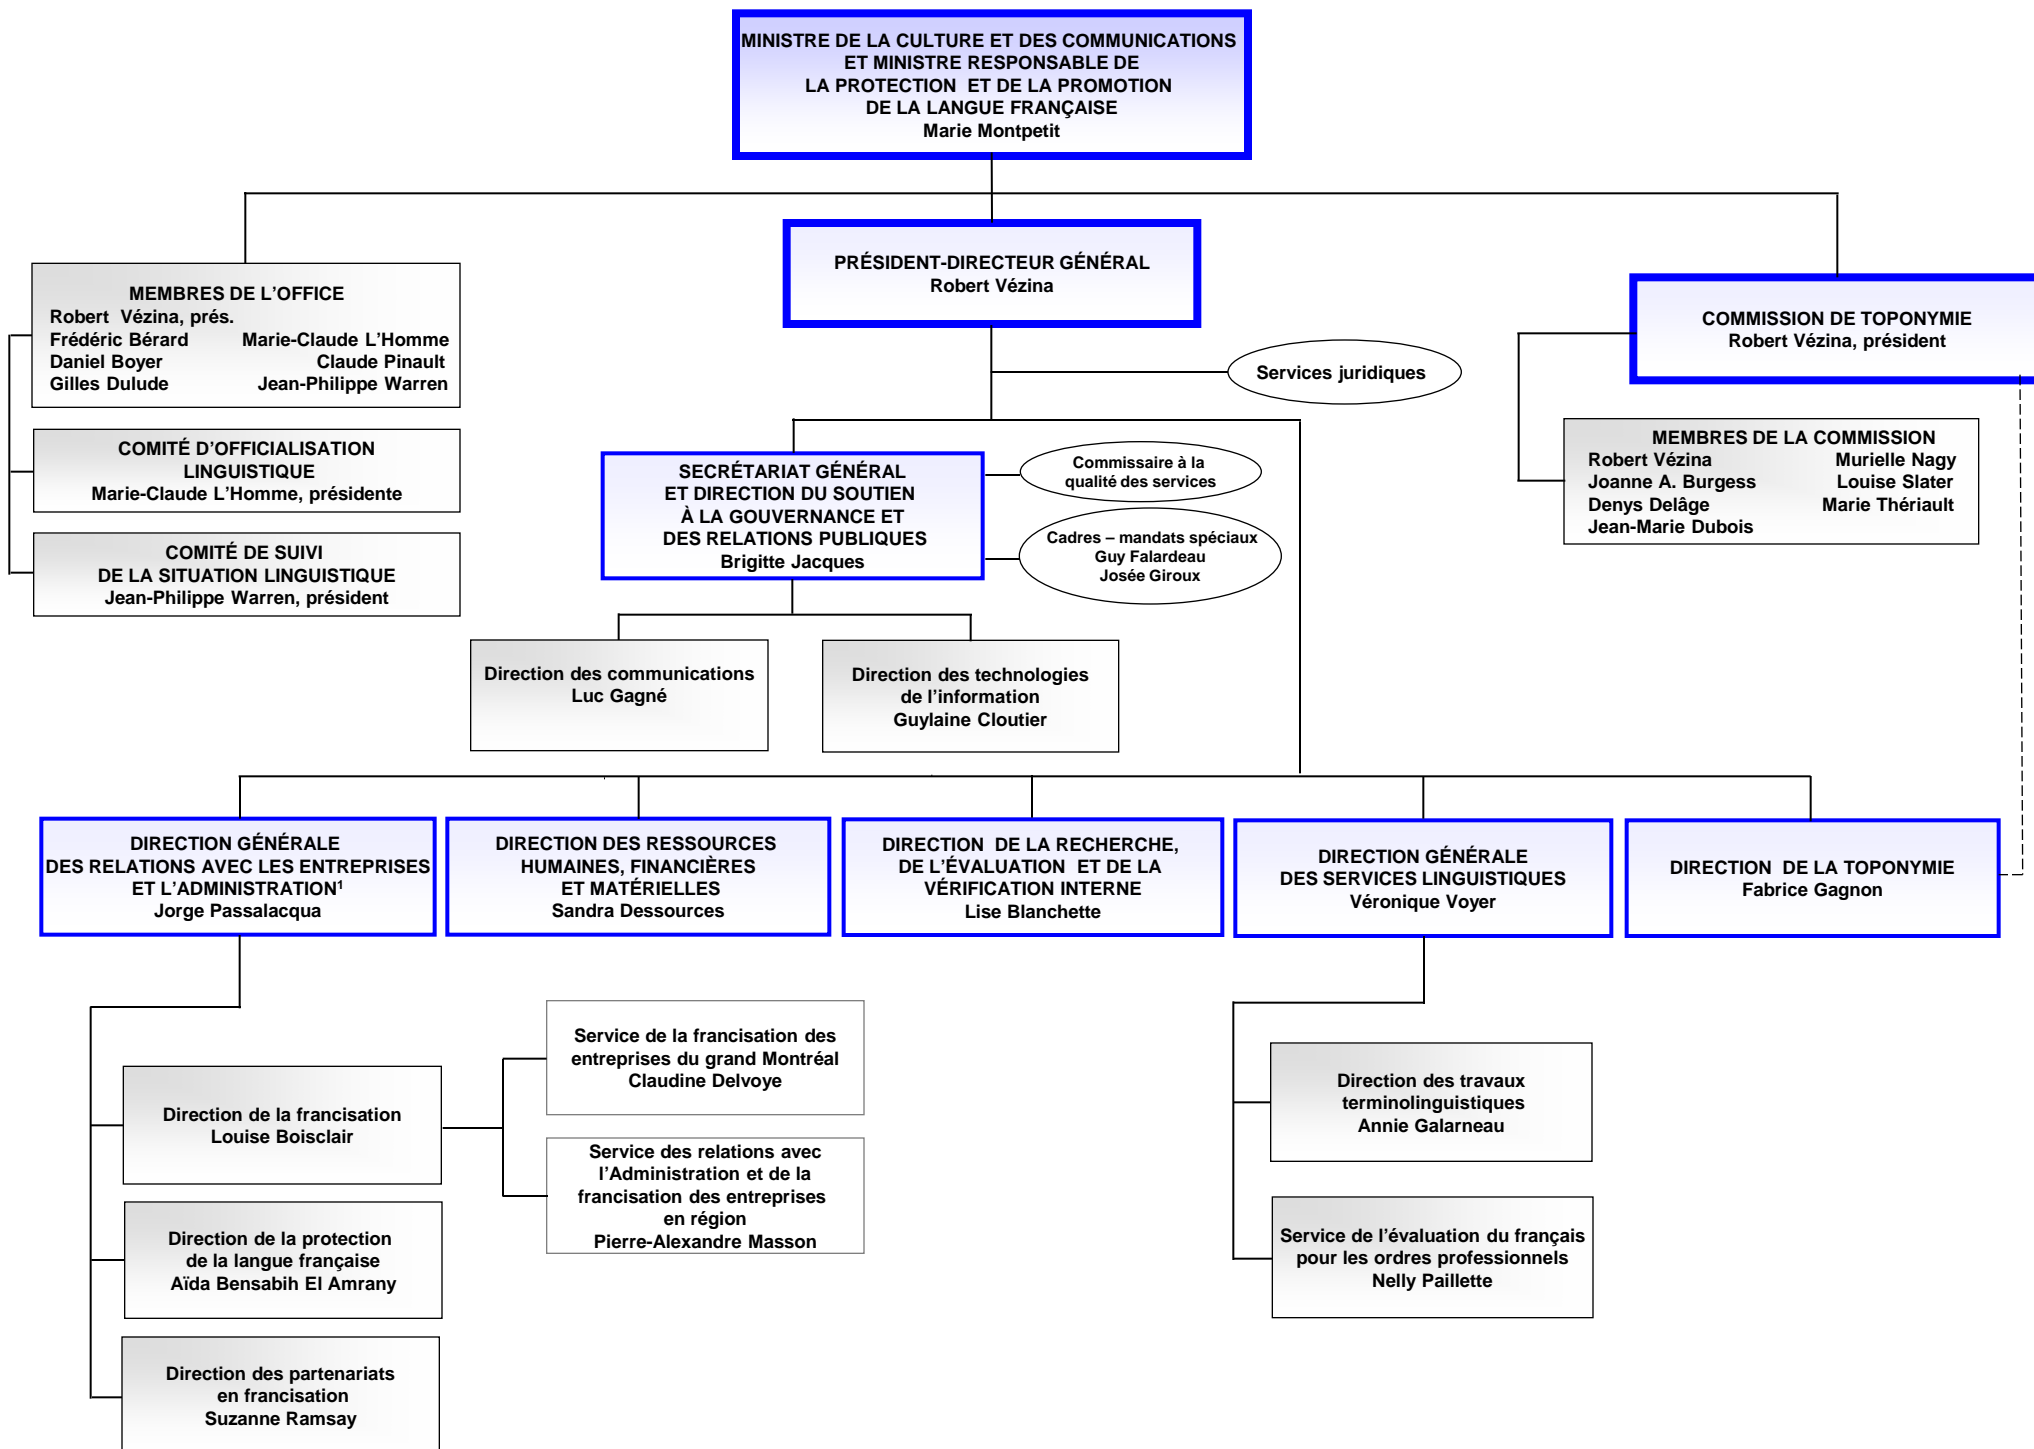 MINISTRE DE LA CULTURE ET DES COMMUNICATIONS
ET MINISTRE RESPONSABLE DE
LA PROTECTION ET DE LA PROMOTION
DE LA LANGUE FRANÇAISE
Marie Montpetit
PRÉSIDENT-DIRECTEUR GÉNÉRAL
Robert Vézina
MEMBRES DE L'OFFICE
Robert Vézina, prés.
Frédéric Bérard Marie-Claude L'Homme
Daniel Boyer Claude Pinault
Gilles Dulude Jean-Philippe Warren
COMMISSION DE TOPONYMIE
Robert Vézina, président
Services juridiques
COMITÉ D'OFFICIALISATION
LINGUISTIQUE
Marie-Claude L'Homme, présidente
COMITÉ DE SUIVI
DE LA SITUATION LINGUISTIQUE
Jean-Philippe Warren, président
SECRÉTARIAT GÉNÉRAL
ET DIRECTION DU SOUTIEN
À LA GOUVERNANCE ET
DES RELATIONS PUBLIQUES
Brigitte Jacques
Commissaire à la
qualité des services
Cadres – mandats spéciaux
Guy Falardeau
Josée Giroux
MEMBRES DE LA COMMISSION
Robert Vézina Murielle Nagy
Joanne A. Burgess Louise Slater
Denys Delâge Marie Thériault
Jean-Marie Dubois
Direction des communications
Luc Gagné
Direction des technologies
de l'information
Guylaine Cloutier
DIRECTION GÉNÉRALE
DES RELATIONS AVEC LES ENTREPRISES
ET L'ADMINISTRATION¹
Jorge Passalacqua
DIRECTION DES RESSOURCES
HUMAINES, FINANCIÈRES
ET MATÉRIELLES
Sandra Dessources
DIRECTION DE LA RECHERCHE,
DE L'ÉVALUATION ET DE LA
VÉRIFICATION INTERNE
Lise Blanchette
DIRECTION GÉNÉRALE
DES SERVICES LINGUISTIQUES
Véronique Voyer
DIRECTION DE LA TOPONYMIE
Fabrice Gagnon
Direction de la francisation
Louise Boisclair
Service de la francisation des
entreprises du grand Montréal
Claudine Delvoye
Service des relations avec
l'Administration et de la
francisation des entreprises
en région
Pierre-Alexandre Masson
Direction de la protection
de la langue française
Aïda Bensabih El Amrany
Direction des partenariats
en francisation
Suzanne Ramsay
Direction des travaux
terminolinguistiques
Annie Galarneau
Service de l'évaluation du français
pour les ordres professionnels
Nelly Paillette